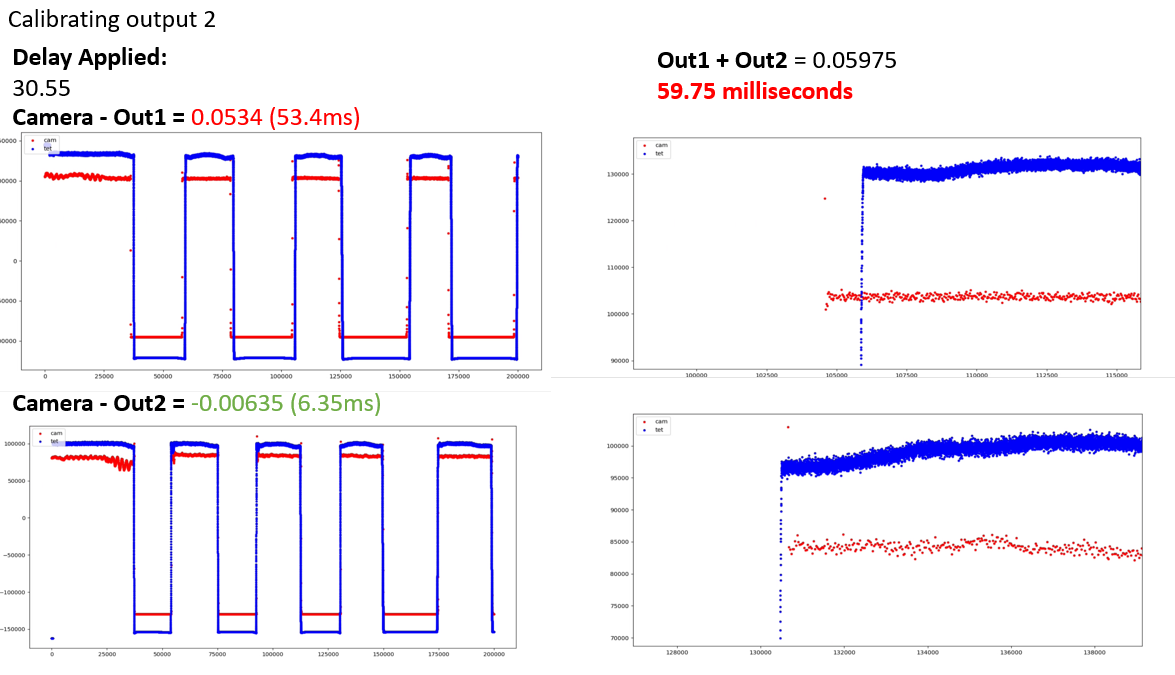 Calibrating output 2
Delay Applied:
30.55
Camera - Out1 = 0.0534 (53.4ms)
Out1 + Out2 = 0.05975
59.75 milliseconds
cam
tet
100000
50000
0
0 25000 50000 75000 100000 125000 150000 175000 200000
cam
tet
130000
120000
110000
100000
90000
100000 102500 105000 107500 110000 112500 115000
Camera - Out2 = -0.00635 (6.35ms)
cam
tet
100000
50000
0
−50000
−100000
−150000
0 25000 50000 75000 100000 125000 150000 175000 200000
cam
tet
100000
95000
90000
85000
80000
75000
70000
128000 130000 132000 134000 136000 138000